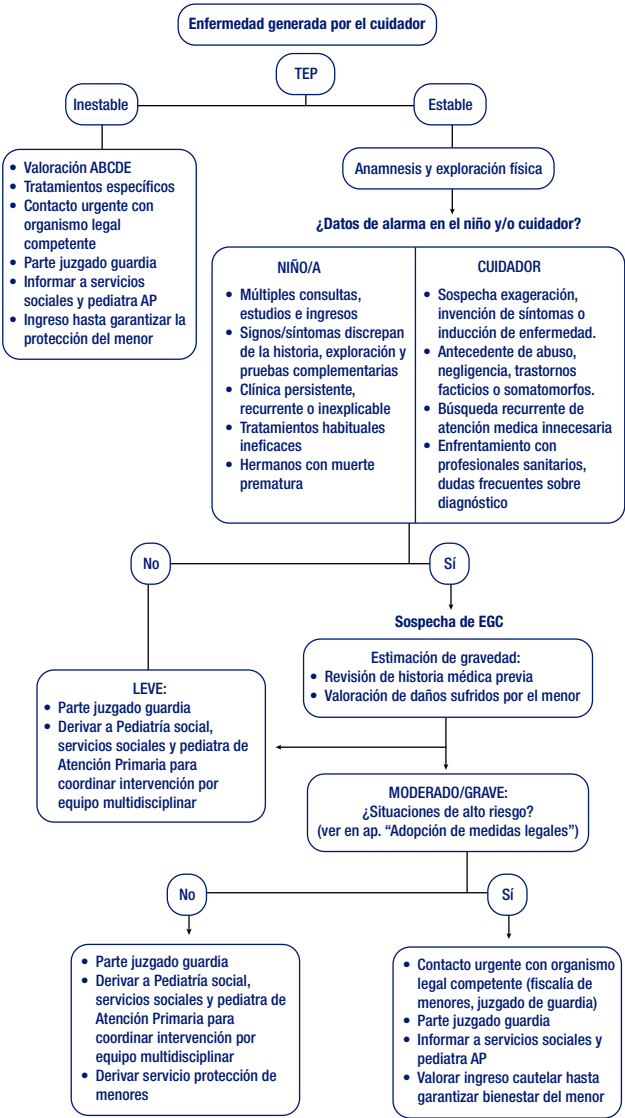 Enfermedad generada por el cuidador
TEP
Inestable
Estable
• Valoración ABCDE
• Tratamientos específicos
• Contacto urgente con
organismo legal
competente
• Parte juzgado guardia
• Informar a servicios
sociales y pediatra AP
• Ingreso hasta garantizar la
protección del menor
Anamnesis y exploración física
¿Datos de alarma en el niño y/o cuidador?
NIÑO/A
• Múltiples consultas,
estudios e ingresos
• Signos/síntomas discrepan
de la historia, exploración y
pruebas complementarias
• Clínica persistente,
recurrente o inexplicable
• Tratamientos habituales
ineficaces
• Hermanos con muerte
prematura
CUIDADOR
• Sospecha exageración,
invención de síntomas o
inducción de enfermedad.
• Antecedente de abuso,
negligencia, trastornos
facticios o somatomorfos.
• Búsqueda recurrente de
atención medica innecesaria
• Enfrentamiento con
profesionales sanitarios,
dudas frecuentes sobre
diagnóstico
No
Sí
Sospecha de EGC
Estimación de gravedad:
• Revisión de historia médica previa
• Valoración de daños sufridos por el menor
LEVE:
• Parte juzgado guardia
• Derivar a Pediatría social,
servicios sociales y pediatra de
Atención Primaria para
coordinar intervención por
equipo multidisciplinar
MODERADO/GRAVE:
¿Situaciones de alto riesgo?
(ver en ap. “Adopción de medidas legales”)
No
Sí
• Parte juzgado guardia
• Derivar a Pediatría social,
servicios sociales y pediatra de
Atención Primaria para
coordinar intervención por
equipo multidisciplinar
• Derivar servicio protección de
menores
• Contacto urgente con organismo
legal competente (fiscalía de
menores, juzgado de guardia)
• Parte juzgado guardia
• Informar a servicios sociales y
pediatra AP
• Valorar ingreso cautelar hasta
garantizar bienestar del menor